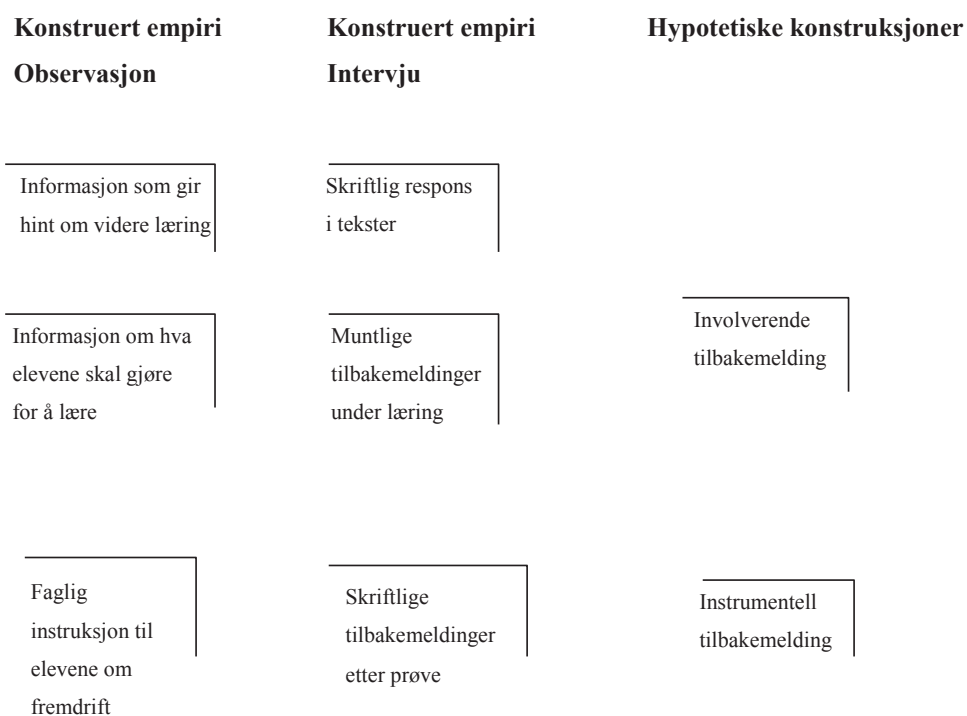 Konstruert empiri
Observasjon
Konstruert empiri
Intervju
Hypotetiske konstruksjoner
Informasjon som gir
hint om videre læring
Skriftlig respons
i tekster
Informasjon om hva
elevene skal gjøre
for å lære
Muntlige
tilbakemeldinger
under læring
Involverende
tilbakemelding
Faglig
instruksjon til
elevene om
fremdrift
Skriftlige
tilbakemeldinger
etter prøve
Instrumentell
tilbakemelding